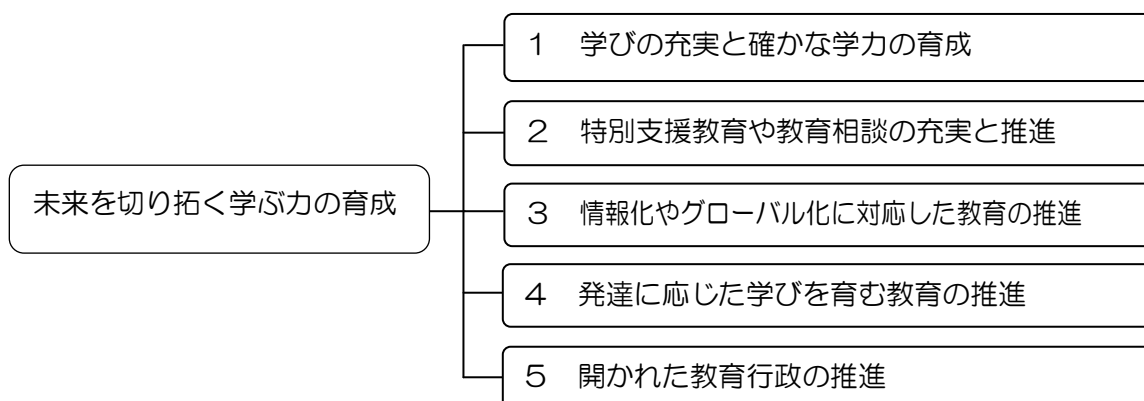 未来を切り拓く学ぶ力の育成
１　学びの充実と確かな学力の育成
２　特別支援教育や教育相談の充実と推進
３　情報化やグローバル化に対応した教育の推進
４　発達に応じた学びを育む教育の推進
５　開かれた教育行政の推進